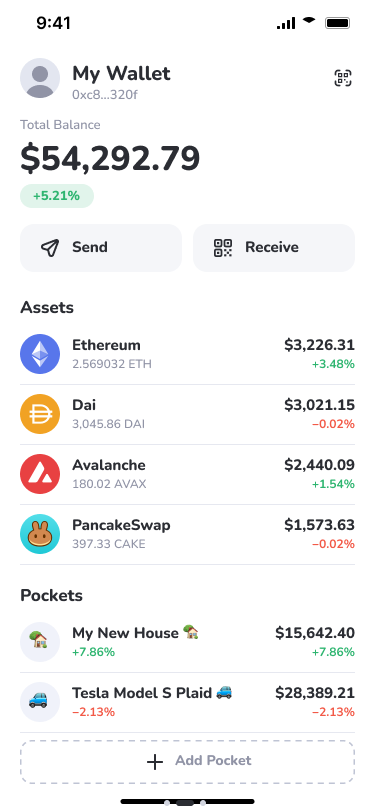 9:41
My Wallet
0xc8...320f
Total Balance
$54,292.79
+5.21%
Send
Receive
Assets
Ethereum $3,226.31
2.569032 ETH +3.48%
Dai $3,021.15
3,045.86 DAI −0.02%
Avalanche $2,440.09
180.02 AVAX +1.54%
PancakeSwap $1,573.63
397.33 CAKE −0.02%
Pockets
My New House 🏡 $15,642.40
+7.86% +7.86%
Tesla Model S Plaid 🚙 $28,389.21
−2.13% −2.13%
Add Pocket